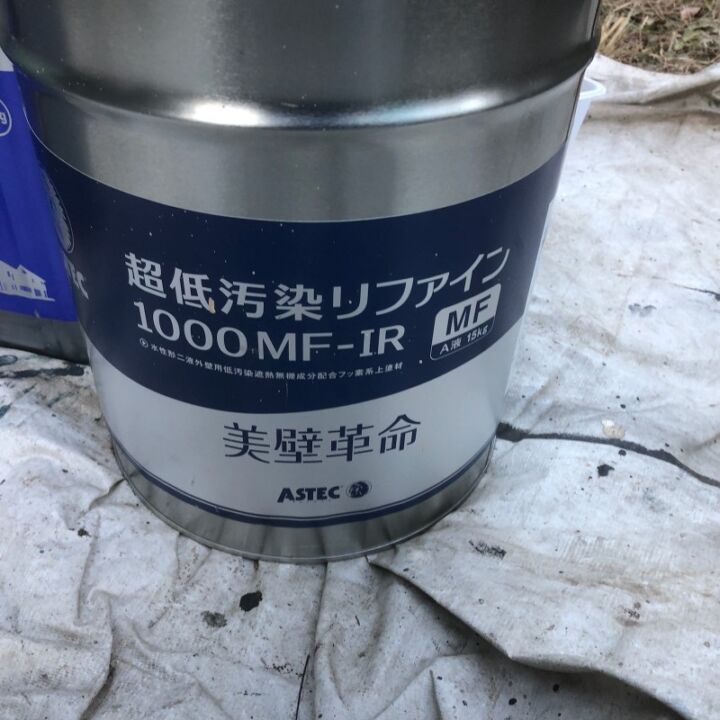 超低汚染リファイン
1000MF-IR
MF
A液 15kg
水性形二液外壁用低汚染遮熱無機成分配合フッ素系上塗材
美壁革命
ASTEC